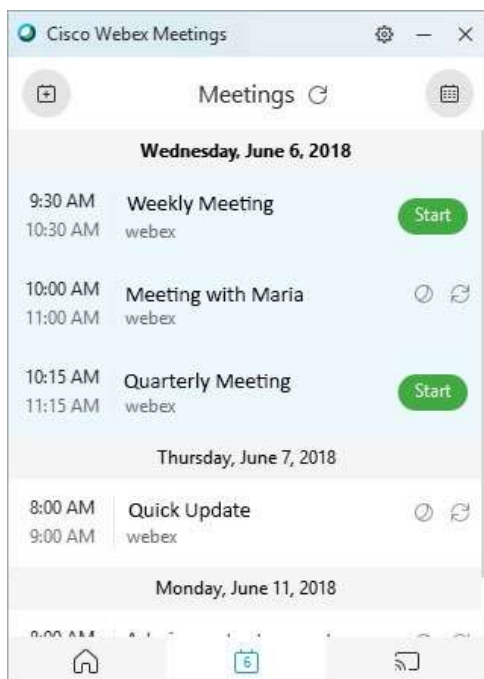 Cisco Webex Meetings
Meetings
Wednesday, June 6, 2018
9:30 AM Weekly Meeting Start
10:30 AM webex
10:00 AM Meeting with Maria
11:00 AM webex
10:15 AM Quarterly Meeting Start
11:15 AM webex
Thursday, June 7, 2018
8:00 AM Quick Update
9:00 AM webex
Monday, June 11, 2018
6